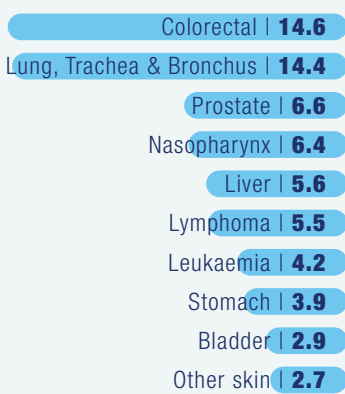 Colorectal | 14.6
Lung, Trachea & Bronchus | 14.4
Prostate | 6.6
Nasopharynx | 6.4
Liver | 5.6
Lymphoma | 5.5
Leukaemia | 4.2
Stomach | 3.9
Bladder | 2.9
Other skin | 2.7